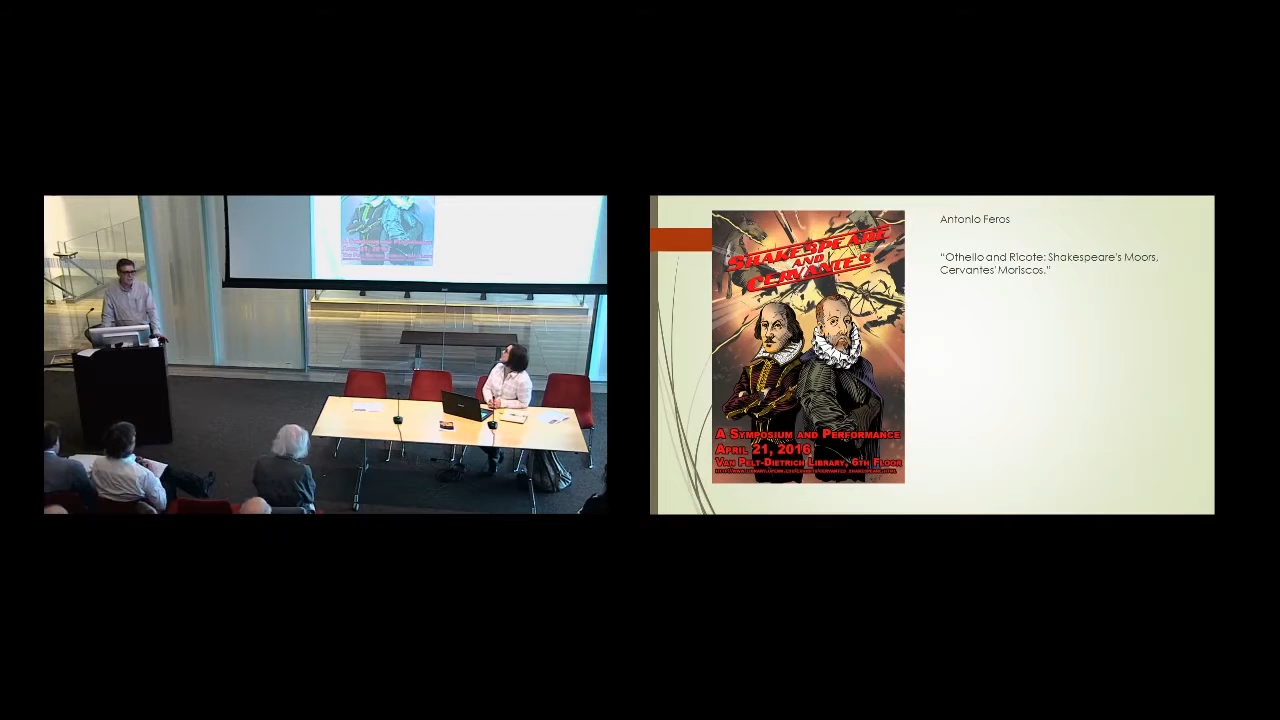 Antonio Feros
"Othello and Ricote: Shakespeare's Moors,
Cervantes' Moriscos."
SHAKESPEARE
AND
CERVANTES
A Symposium and Performance
April 21, 2016
Van Pelt-Dietrich Library, 6th Floor